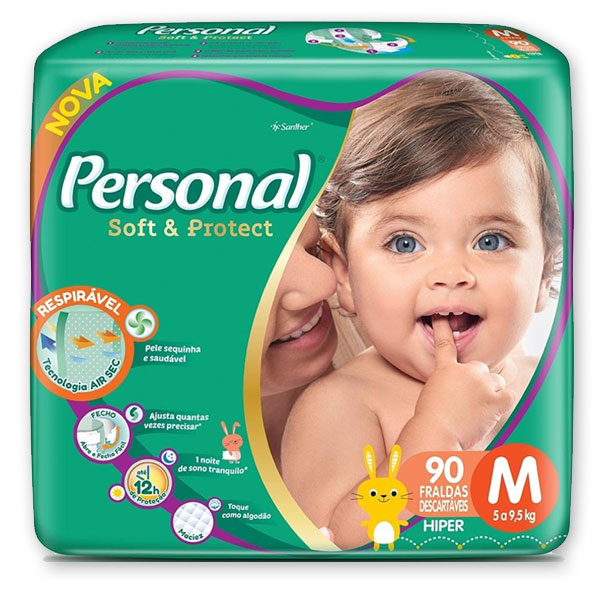 M
90
NOVA
Santher®
Personal®
Soft & Protect
RESPIRÁVEL
Tecnologia AIR SEC
Pele sequinha
e saudável
FECHO
Abre e Fecha Fácil
Ajusta quantas
vezes precisar*
até
12h
de Proteção*
1 noite
de sono tranquilo*
Maciez
Toque
como algodão
90
FRALDAS
DESCARTÁVEIS
HIPER
M
5 a 9,5 kg